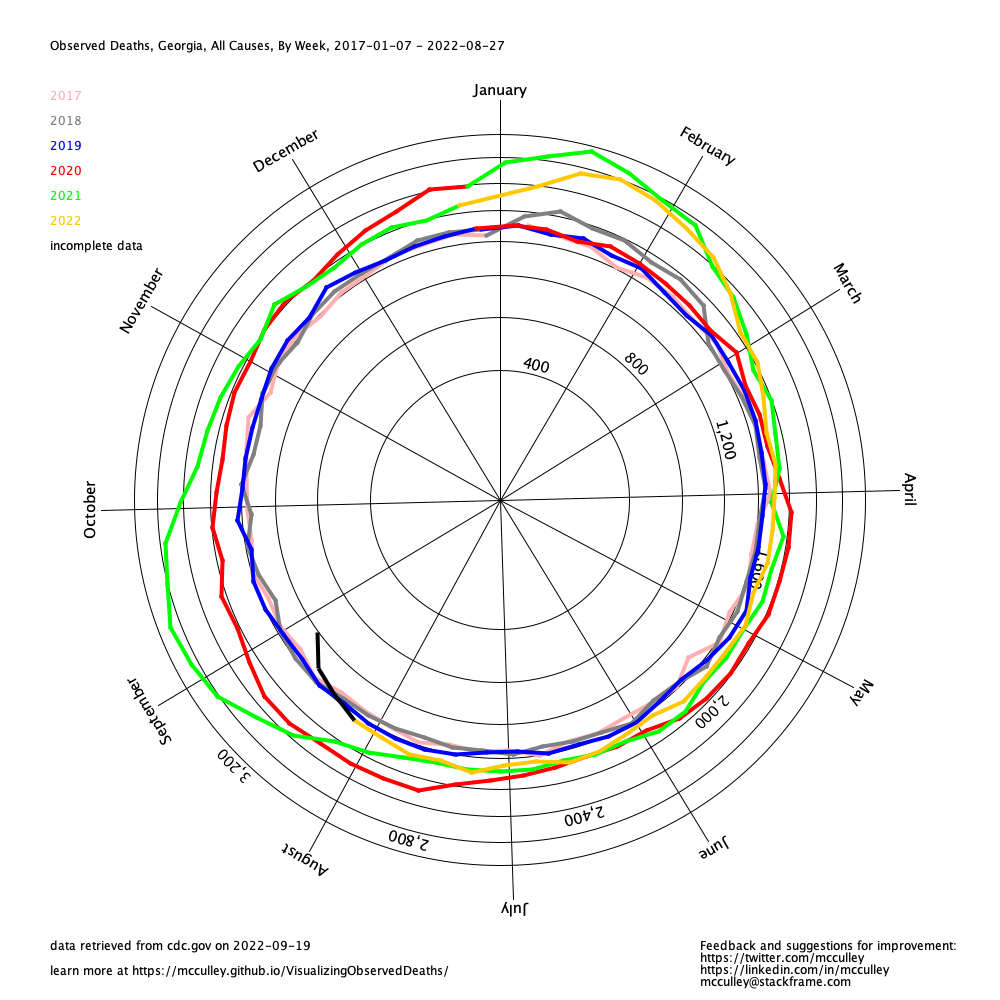 Observed Deaths, Georgia, All Causes, By Week, 2017-01-07 - 2022-08-27
January
2017
2018
2019
2020
2021
2022
incomplete data
December
February
November
March
400
800
1,200
October
April
1,600
September
May
2,000
3,200
2,400
2,800
August
June
July
data retrieved from cdc.gov on 2022-09-19
learn more at https://mcculley.github.io/VisualizingObservedDeaths/
Feedback and suggestions for improvement:
https://twitter.com/mcculley
https://linkedin.com/in/mcculley
mcculley@stackframe.com